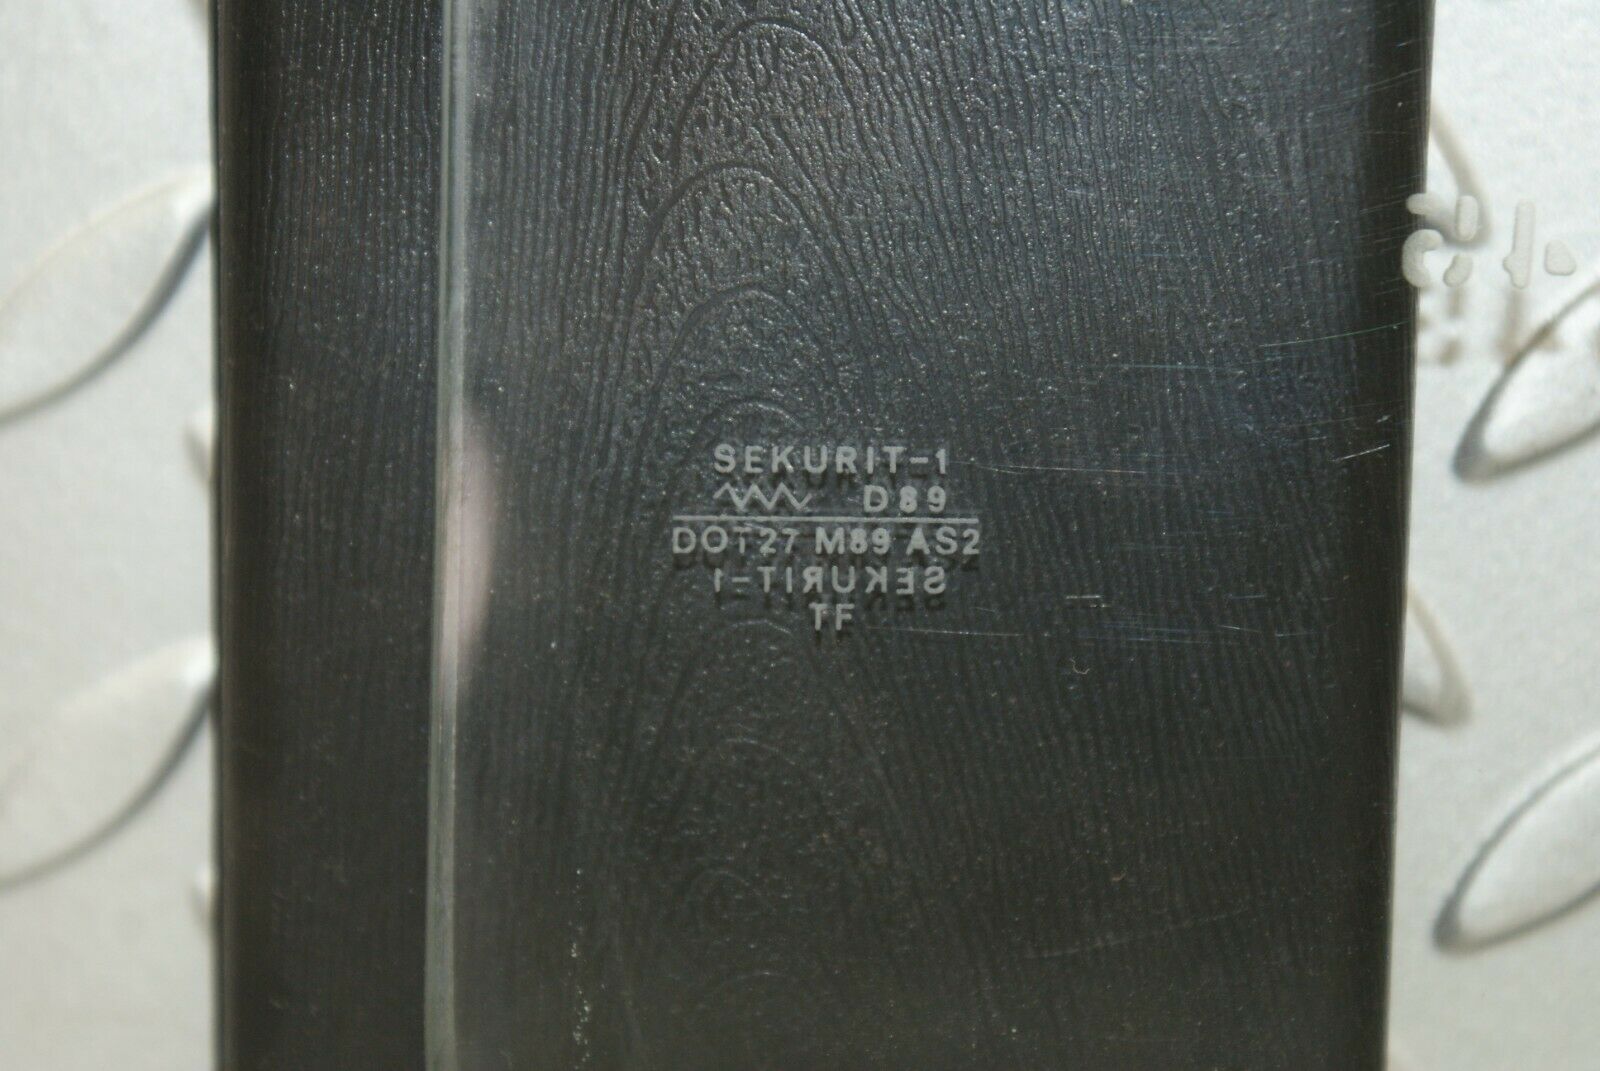 SEKURIT-1
D89
DOT27 M89 AS2
SEKURIT-1
TF